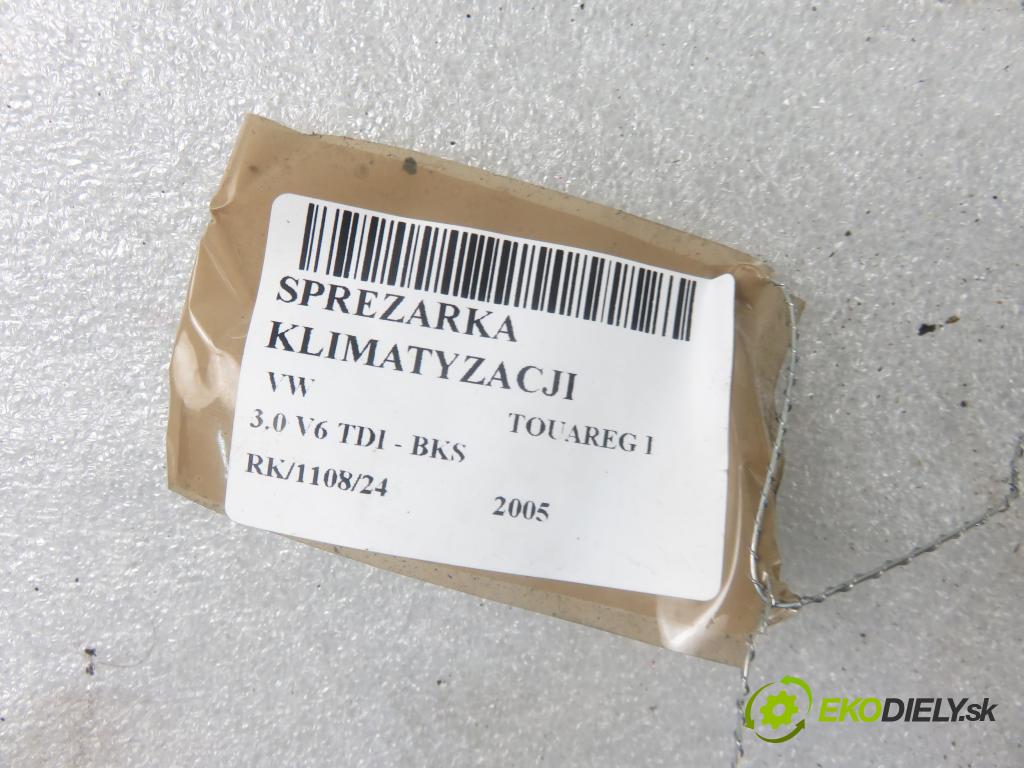 SPREZARKA
KLIMATYZACJI
VW
TOUAREG I
3.0 V6 TDI - BKS
RK/1108/24
2005
EKODIELY.sk